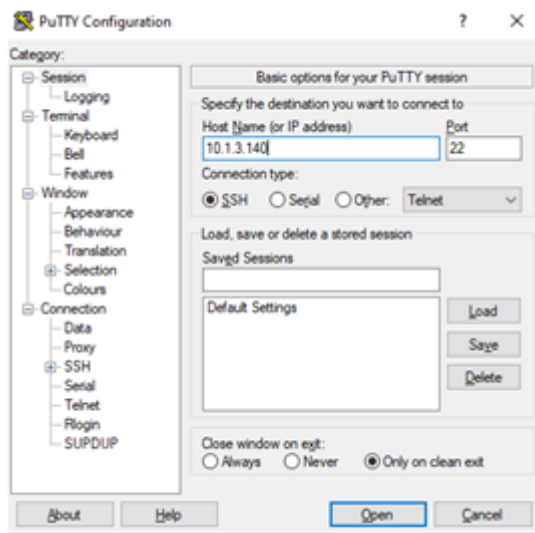 PuTTY Configuration
?
Category:
Session
Logging
Terminal
Keyboard
Bell
Features
Window
Appearance
Behaviour
Translation
Selection
Colours
Connection
Data
Proxy
SSH
Serial
Telnet
Rlogin
SUPDUP
Basic options for your PuTTY session
Specify the destination you want to connect to
Host Name (or IP address) Port
10.1.3.140 22
Connection type:
SSH Serial Other: Telnet
Load, save or delete a stored session
Saved Sessions
Default Settings
Load
Save
Delete
Close window on exit:
Always Never Only on clean exit
About Help Open Cancel